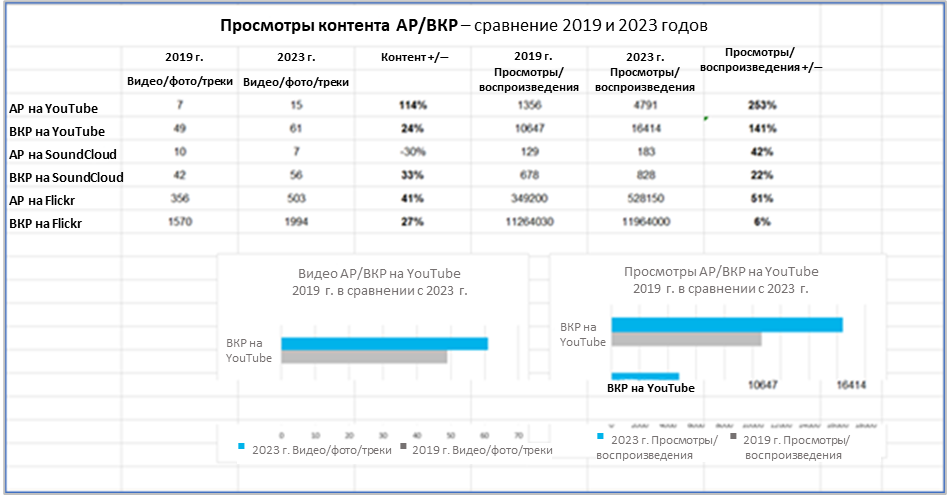 Просмотры контента АР/ВКР – сравнение 2019 и 2023 годов
2019 г. 2023 г. Контент +/— 2019 г. 2023 г. Просмотры/
Видео/фото/треки Видео/фото/треки Просмотры/ Просмотры/ воспроизведения +/—
воспроизведения воспроизведения
АР на YouTube 7 15 114% 1356 4791 253%
ВКР на YouTube 49 61 24% 10647 16414 141%
АР на SoundCloud 10 7 -30% 129 183 42%
ВКР на SoundCloud 42 56 33% 678 828 22%
АР на Flickr 356 503 41% 349200 528150 51%
ВКР на Flickr 1570 1994 27% 11264030 11964000 6%
Видео АР/ВКР на YouTube
2019 г. в сравнении с 2023 г.
ВКР на
YouTube
0 10 20 30 40 50 60 70
2023 г. Видео/фото/треки 2019 г. Видео/фото/треки
Просмотры АР/ВКР на YouTube
2019 г. в сравнении с 2023 г.
ВКР на
YouTube
ВКР на YouTube 10647 16414
2023 г. Просмотры/ 2019 г. Просмотры/
воспроизведения воспроизведения